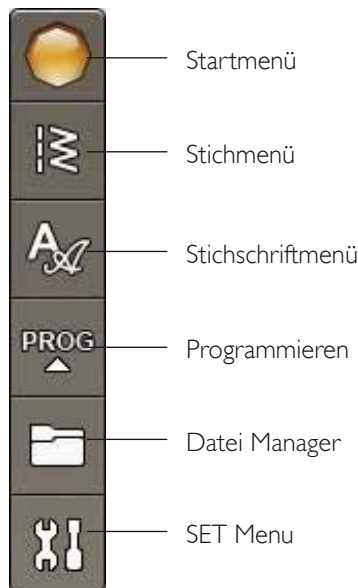 Startmenü
Stichmenü
A A
Stichschriftmenü
PROG
Programmieren
Datei Manager
SET Menu